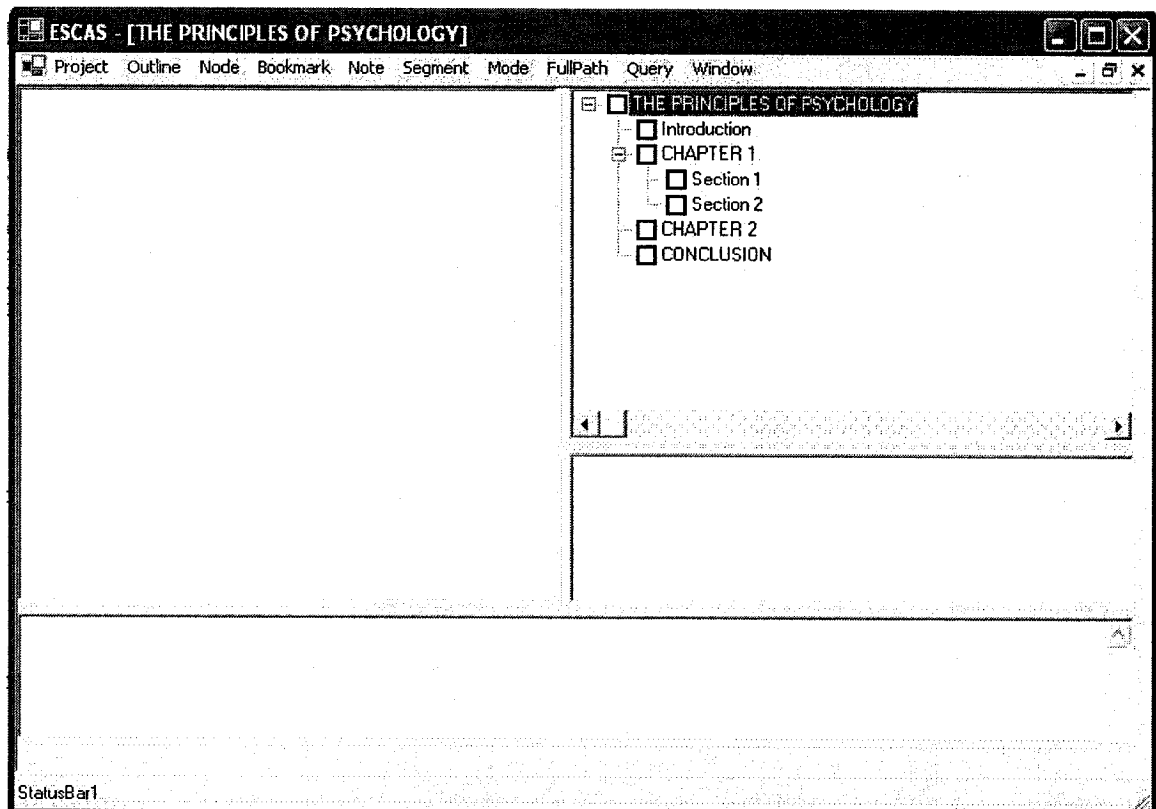 ESCAS - [THE PRINCIPLES OF PSYCHOLOGY]
Project Outline Node Bookmark Note Segment Mode FullPath Query Window
THE PRINCIPLES OF PSYCHOLOGY
Introduction
CHAPTER 1
Section 1
Section 2
CHAPTER 2
CONCLUSION
StatusBar1